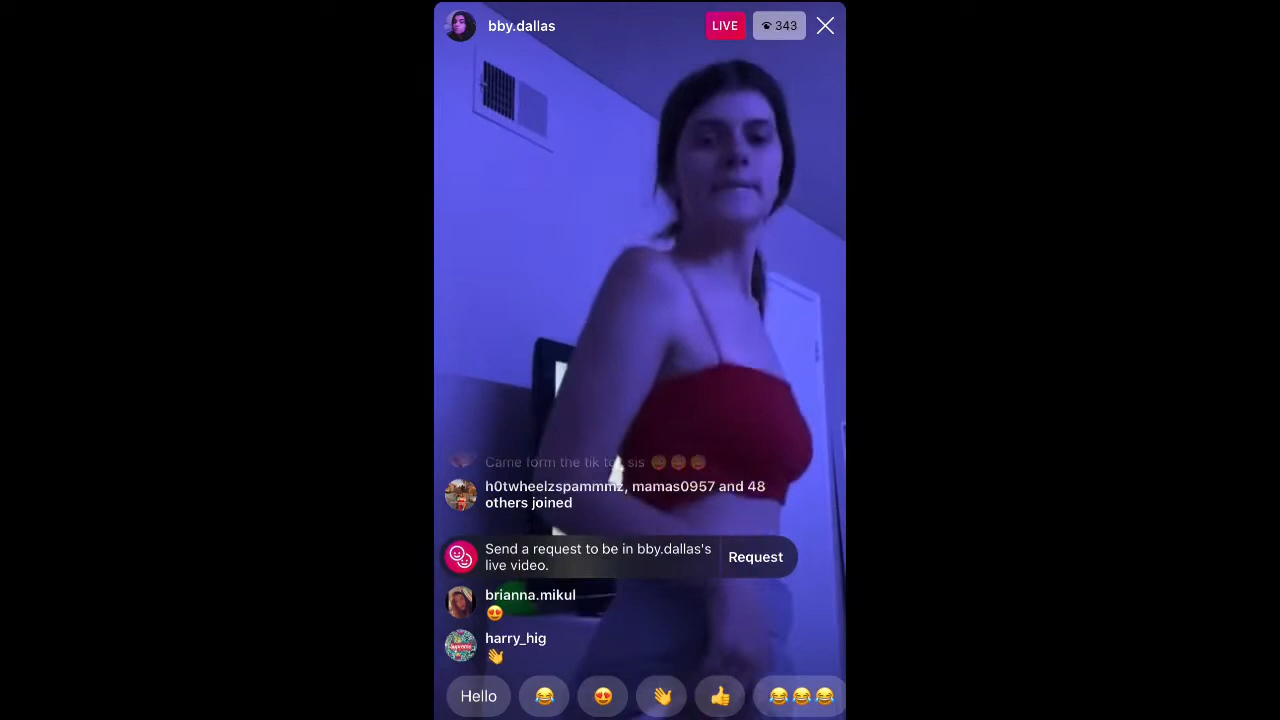 bby.dallas
LIVE
343
Came form the tik tok sis
h0twheelzspammmz, mamas0957 and 48
others joined
Send a request to be in bby.dallas's
live video.
Request
brianna.mikul
harry_hig
Supreme
Hello